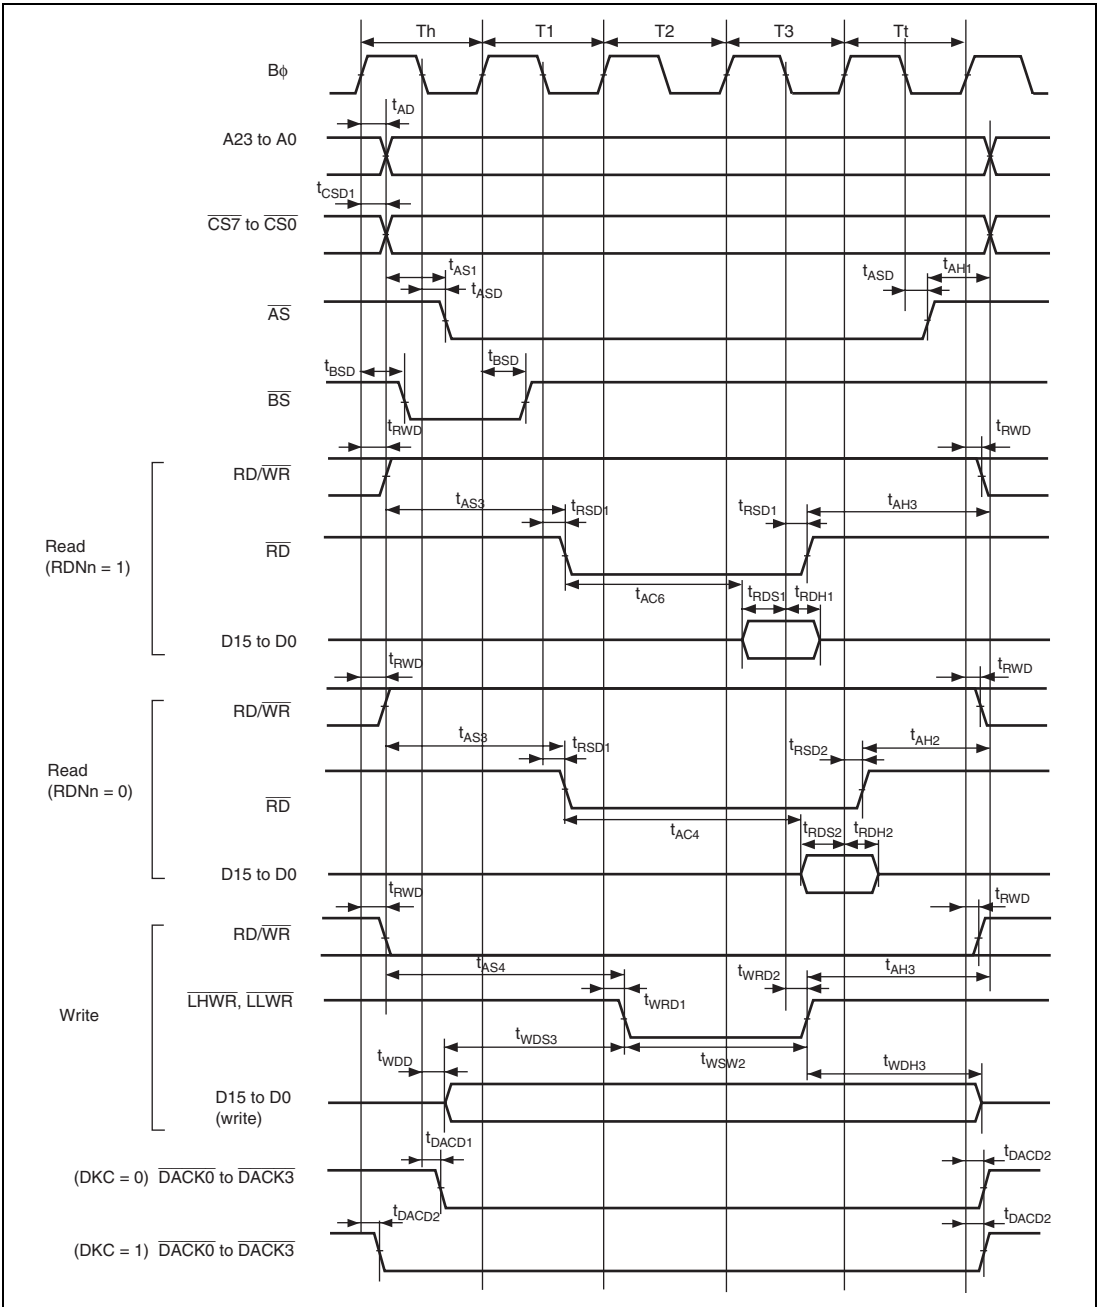 Th T1 T2 T3 Tt
Bϕ
tAD
A23 to A0
tCSD1
CS7 to CS0
tAS1 tASD tAH1
tASD
AS
tBSD tBSD
BS
tRWD tRWD
RD/WR
tAS3 tRSD1 tRSD1 tAH3
Read
(RDNn = 1)
RD
tAC6 tRDS1 tRDH1
D15 to D0
tRWD tRWD
RD/WR
tAS3 tRSD1 tRSD2 tAH2
Read
(RDNn = 0)
RD
tAC4 tRDS2 tRDH2
D15 to D0
tRWD tRWD
RD/WR
tAS4 tWRD2 tAH3
LHWR, LLWR
tWRD1
Write
tWDS3 tWSW2
tWDD tWDH3
D15 to D0
(write)
tDACD1 tDACD2
(DKC = 0) DACK0 to DACK3
tDACD2 tDACD2
(DKC = 1) DACK0 to DACK3